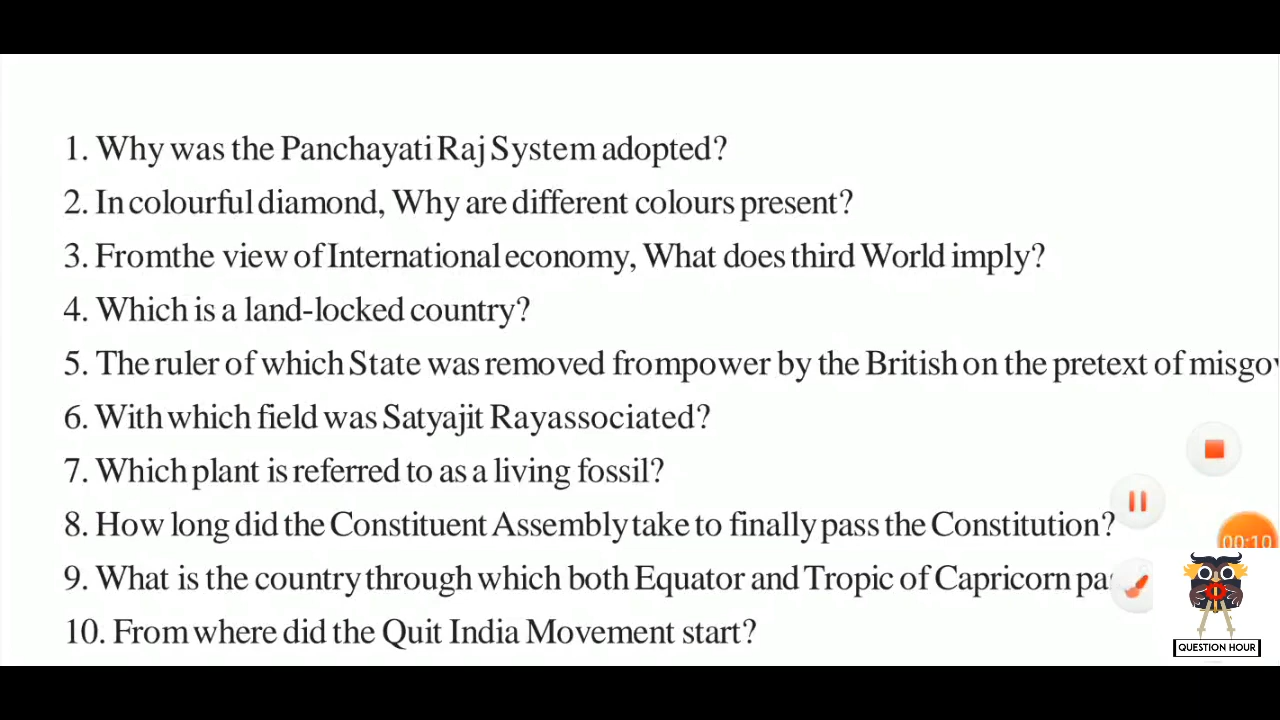 1. Why was the Panchayati Raj System adopted?
2. In colourful diamond, Why are different colours present?
3. Fromthe view of International economy, What does third World imply?
4. Which is a land-locked country?
5. The ruler of which State was removed frompower by the British on the pretext of
6. With which field was Satyajit Rayassociated?
7. Which plant is referred to as a living fossil?
8. How long did the Constituent Assembly take to finally pass the Constitution?
9. What is the country through which both Equator and Tropic of Capricorn
10. From where did the Quit India Movement start?
00:10
QUESTION HOUR